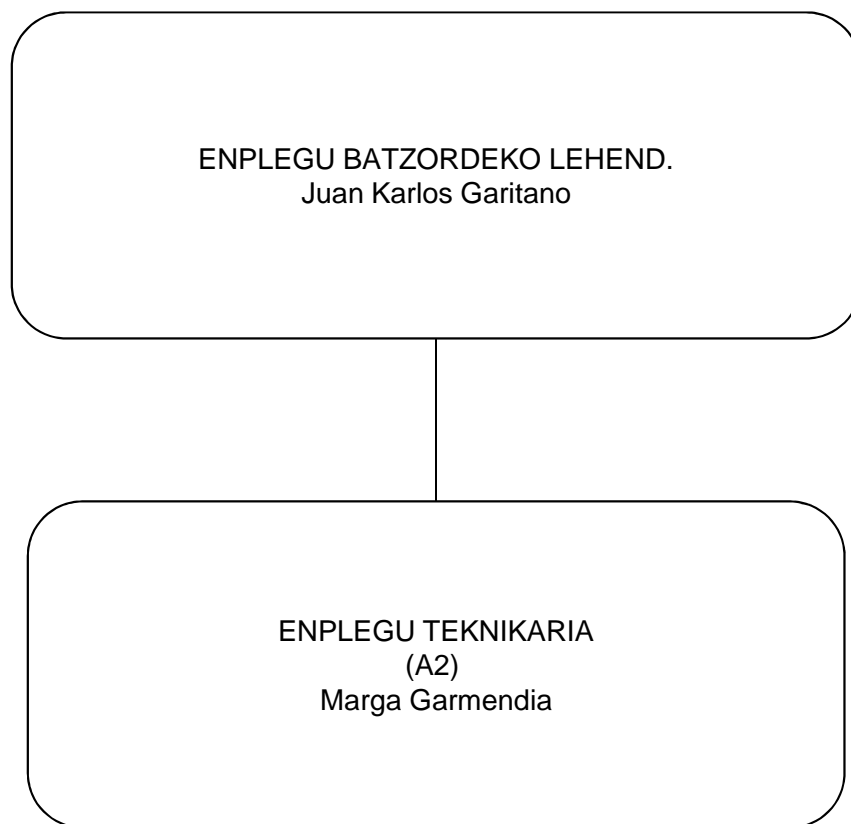 ENPLEGU BATZORDEKO LEHEND.
Juan Karlos Garitano
ENPLEGU TEKNIKARIA
(A2)
Marga Garmendia